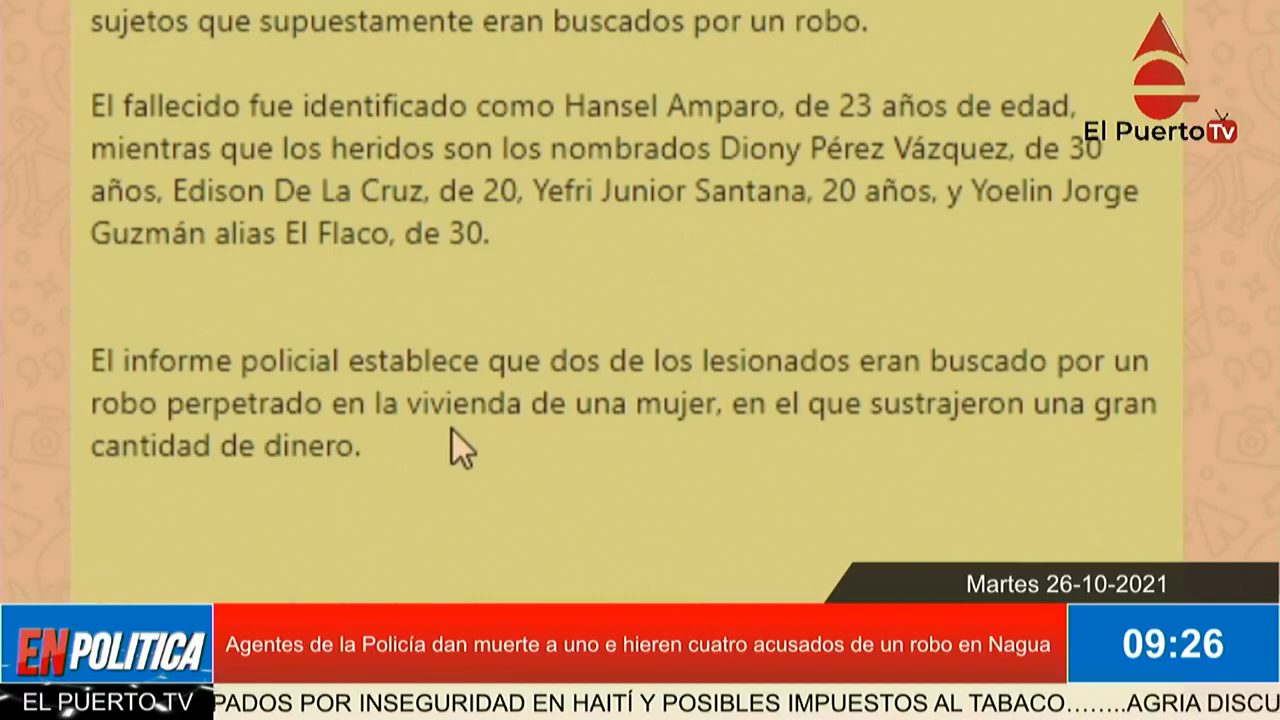 sujetos que supuestamente eran buscados por un robo.
El fallecido fue identificado como Hansel Amparo, de 23 años de edad,
mientras que los heridos son los nombrados Diony Pérez Vázquez, de 30
años, Edison De La Cruz, de 20, Yefri Junior Santana, 20 años, y Yoelin Jorge
Guzmán alias El Flaco, de 30.
El informe policial establece que dos de los lesionados eran buscado por un
robo perpetrado en la vivienda de una mujer, en el que sustrajeron una gran
cantidad de dinero.
El Puerto TV
Martes 26-10-2021
EN POLITICA
Agentes de la Policía dan muerte a uno e hieren cuatro acusados de un robo en Nagua
09:26
EL PUERTO TV
PADOS POR INSEGURIDAD EN HAITÍ Y POSIBLES IMPUESTOS AL TABACO........AGRIA DISCU